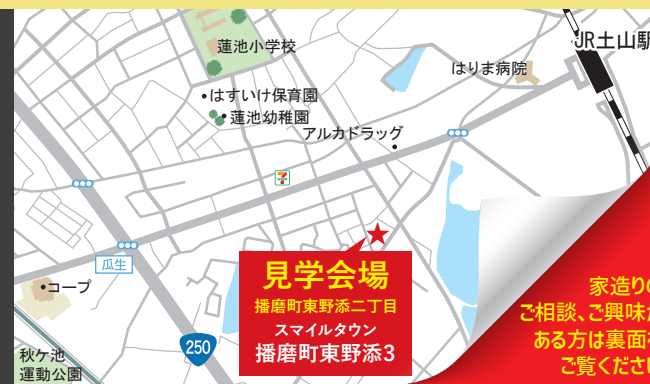 蓮池小学校
JR土山駅
はりま病院
はすいけ保育園
蓮池幼稚園
アルカドラッグ
7
瓜生
コープ
見学会場
播磨町東野添二丁目
スマイルタウン
播磨町東野添3
250
秋ケ池
運動公園
家造りの
ご相談、ご興味が
ある方は裏面を
ご覧ください